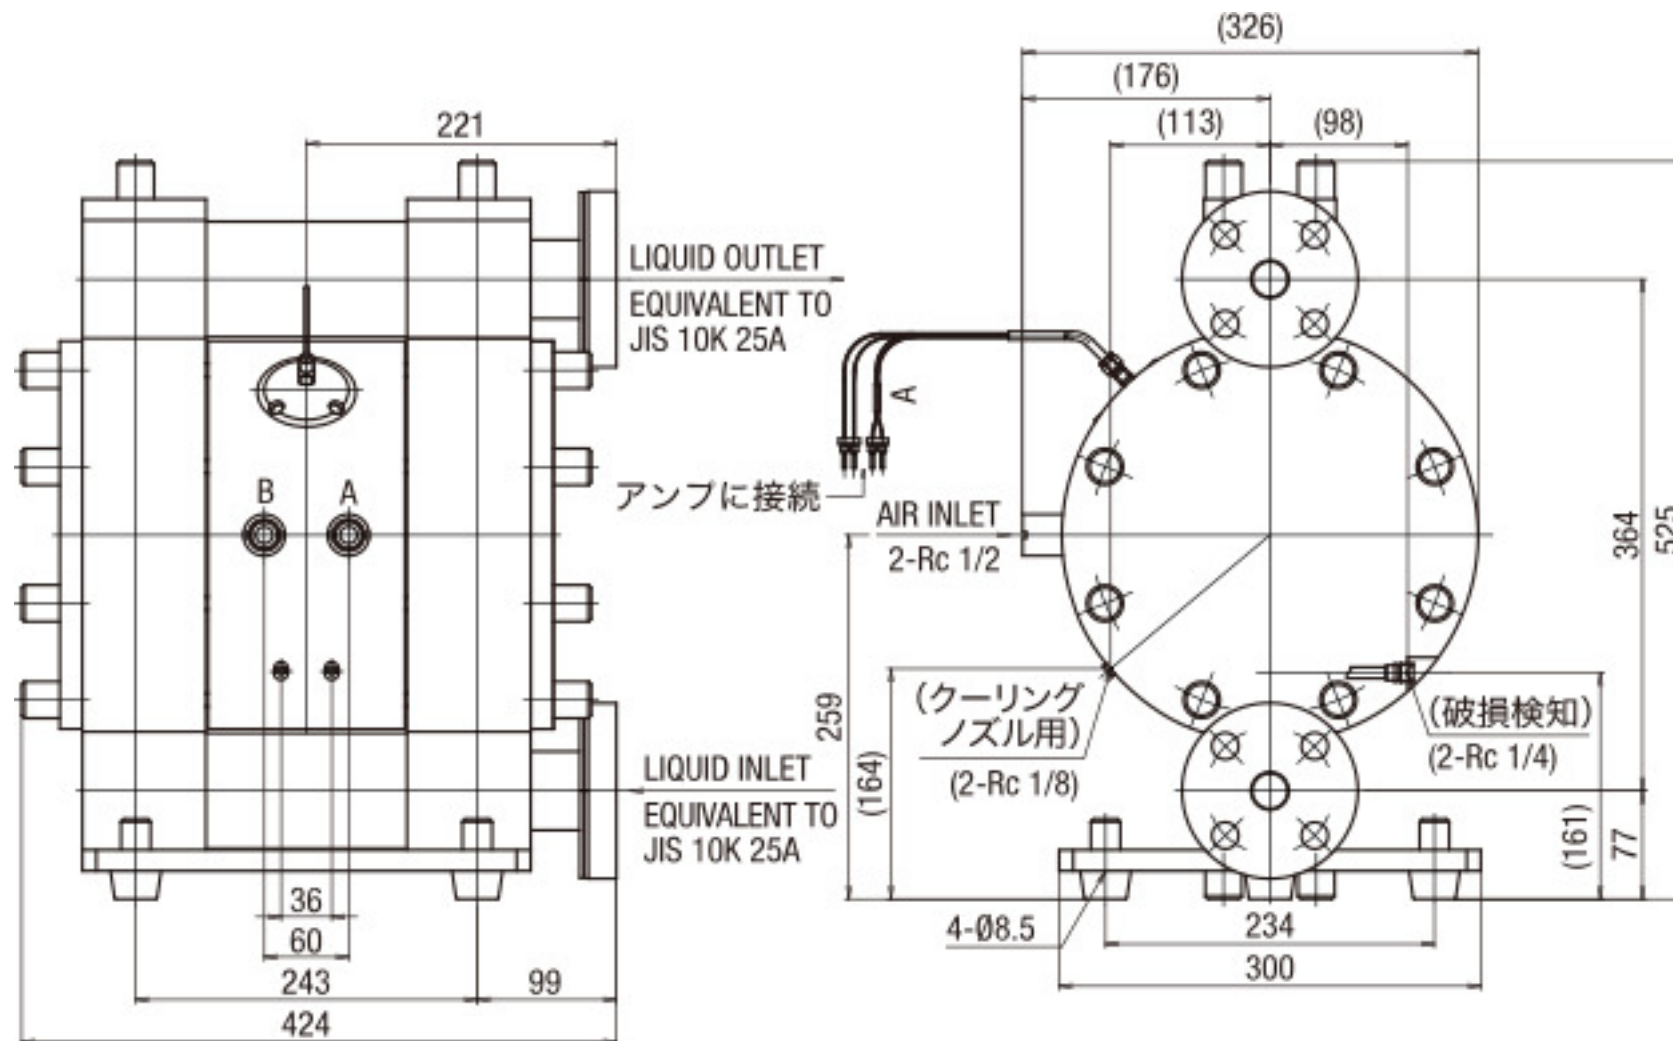 (326)
(176)
221
(113)
(98)
LIQUID OUTLET
EQUIVALENT TO
JIS 10K 25A
A
アンプに接続
B
A
AIR INLET
2-Rc 1/2
364
525
259
(164)
(クーリング
ノズル用)
(2-Rc 1/8)
(破損検知)
(2-Rc 1/4)
(161)
77
LIQUID INLET
EQUIVALENT TO
JIS 10K 25A
36
60
243
99
424
4-Ø8.5
234
300